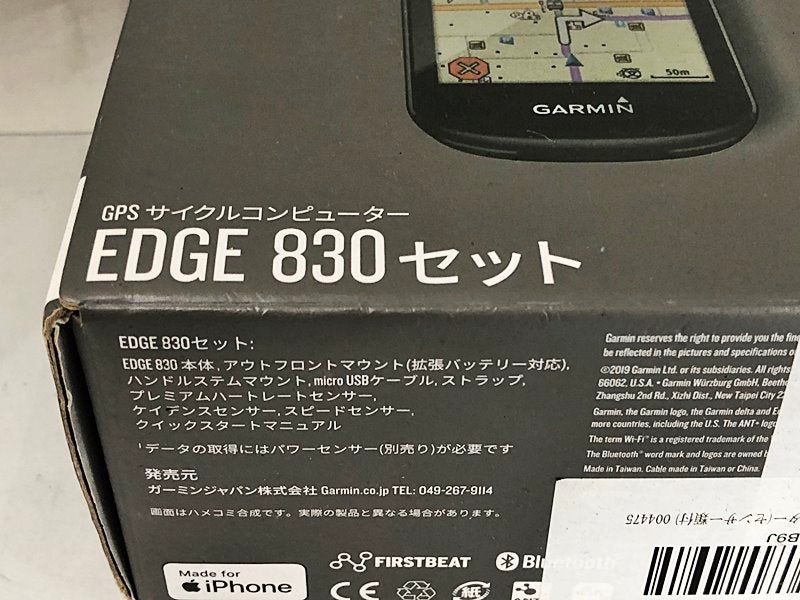 50m
GARMIN
GPS サイクルコンピューター
EDGE 830 セット
EDGE 830セット:
EDGE 830 本体, アウトフロントマウント(拡張バッテリー対応),
ハンドルステムマウント, micro USBケーブル, ストラップ,
プレミアムハートレートセンサー,
ケイデンスセンサー, スピードセンサー,
クイックスタートマニュアル
¹データの取得にはパワーセンサー(別売り)が必要です
発売元
ガーミンジャパン株式会社 Garmin.co.jp TEL: 049-267-9114
画面はハメコミ合成です。実際の製品と異なる場合があります。
Made for
iPhone
FIRSTBEAT
Bluetooth
CE
紙
Garmin reserves the right to provide you the
be reflected in the pictures and specifications
©2019 Garmin Ltd. or its subsidiaries. All rights
66062, U.S.A. • Garmin Würzburg GmbH,
Zhangshu 2nd Rd., Xizhi Dist., New Taipei City
Garmin, the Garmin logo, the Garmin delta and
more countries, including the U.S. The ANT+
The term Wi-Fi® is a registered trademark of the
The Bluetooth® word mark and logos are owned
Made in Taiwan. Cable made in Taiwan or China.
ター(センサー類付) 004475
B9J